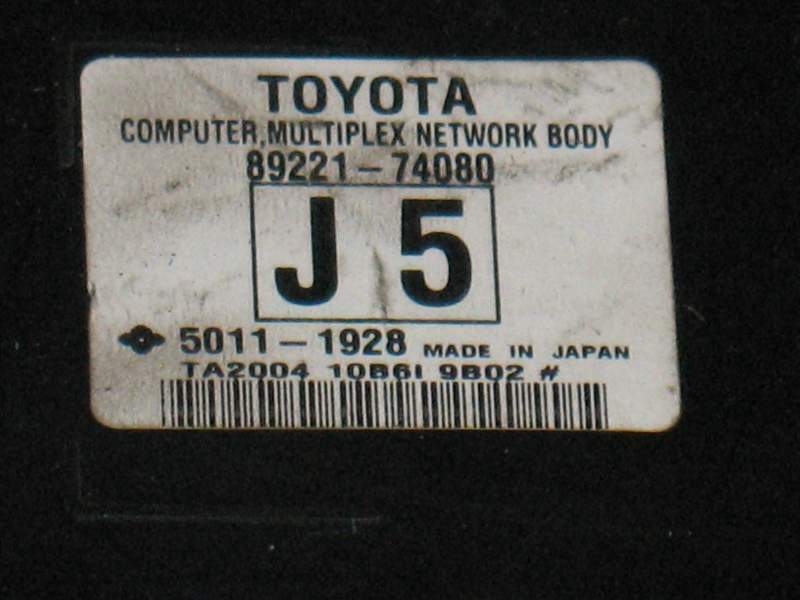 TOYOTA
COMPUTER,MULTIPLEX NETWORK BODY
89221-74080
J 5
5011-1928 MADE IN JAPAN
TA2004 10B6I 9B02 #